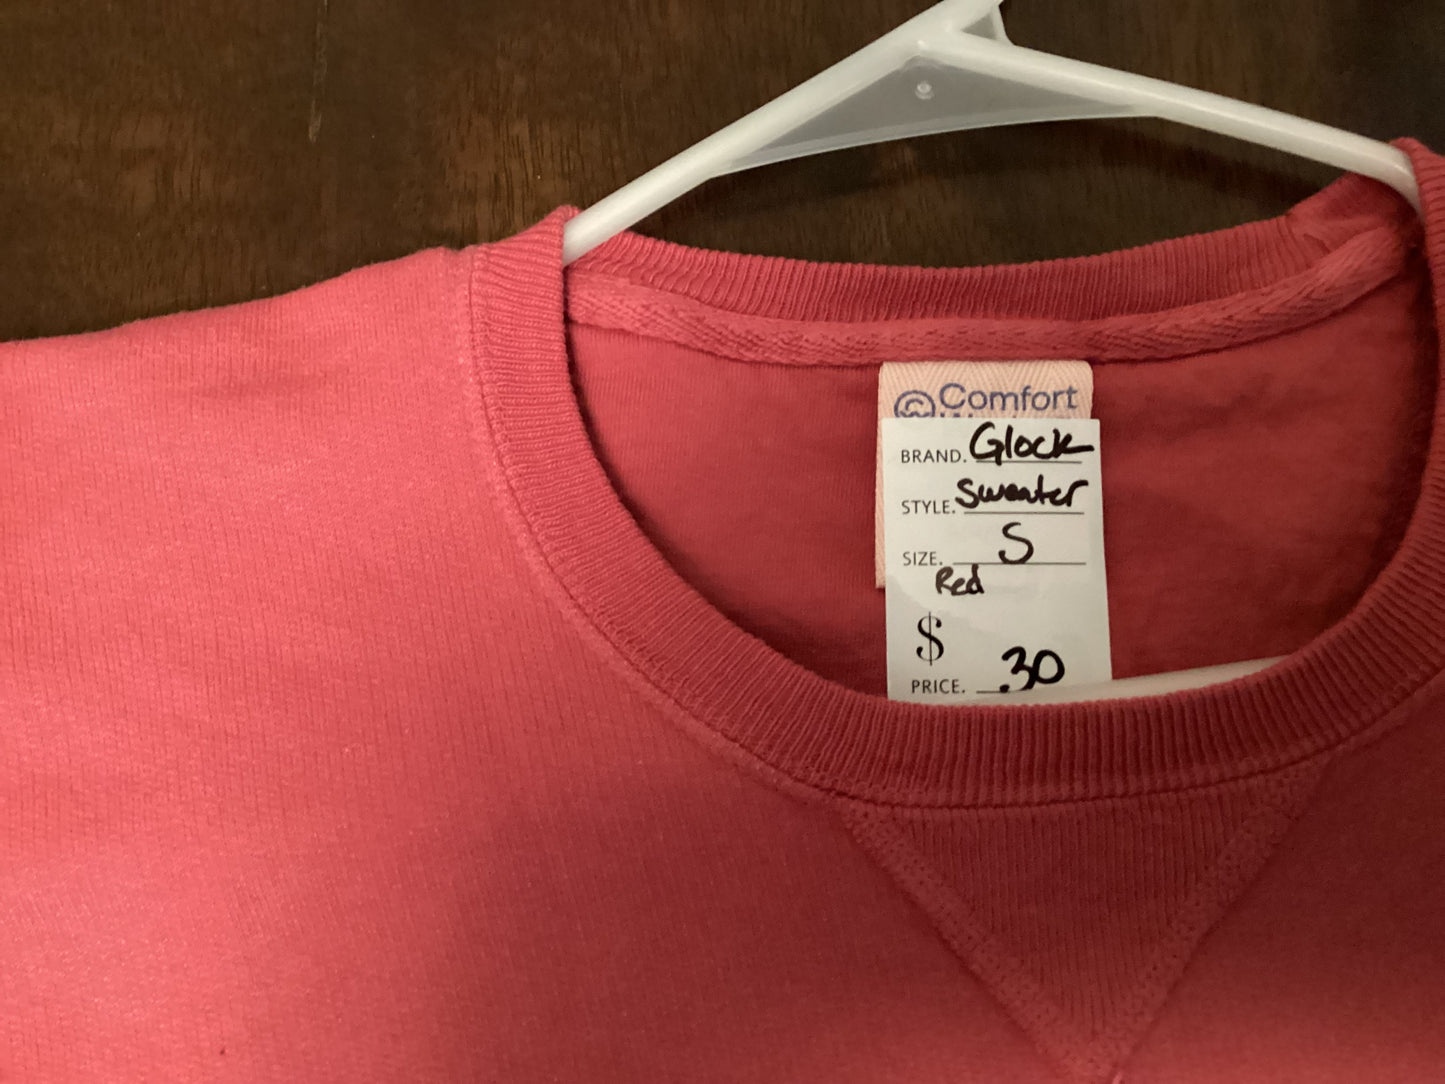 Comfort
BRAND. Glock
STYLE. Sweater
SIZE. S
Red
$
PRICE. 30